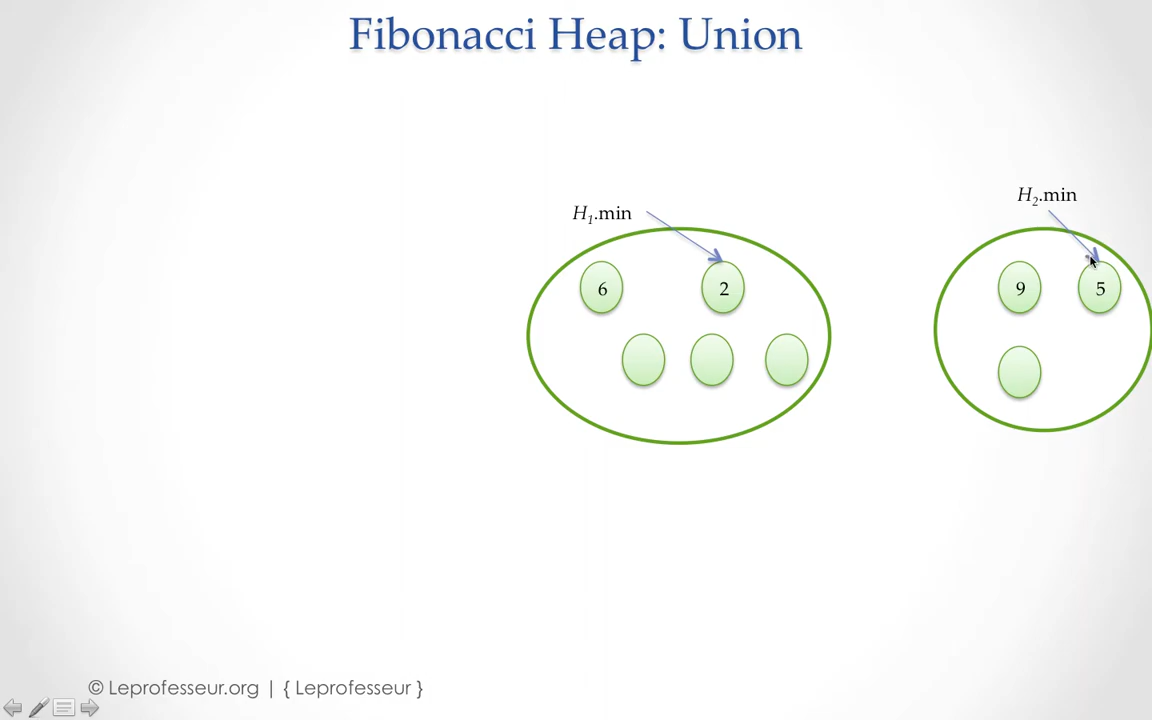 Fibonacci Heap: Union
H₂.min
H₁.min
6 2 9 5
© Leprofesseur.org | { Leprofesseur }